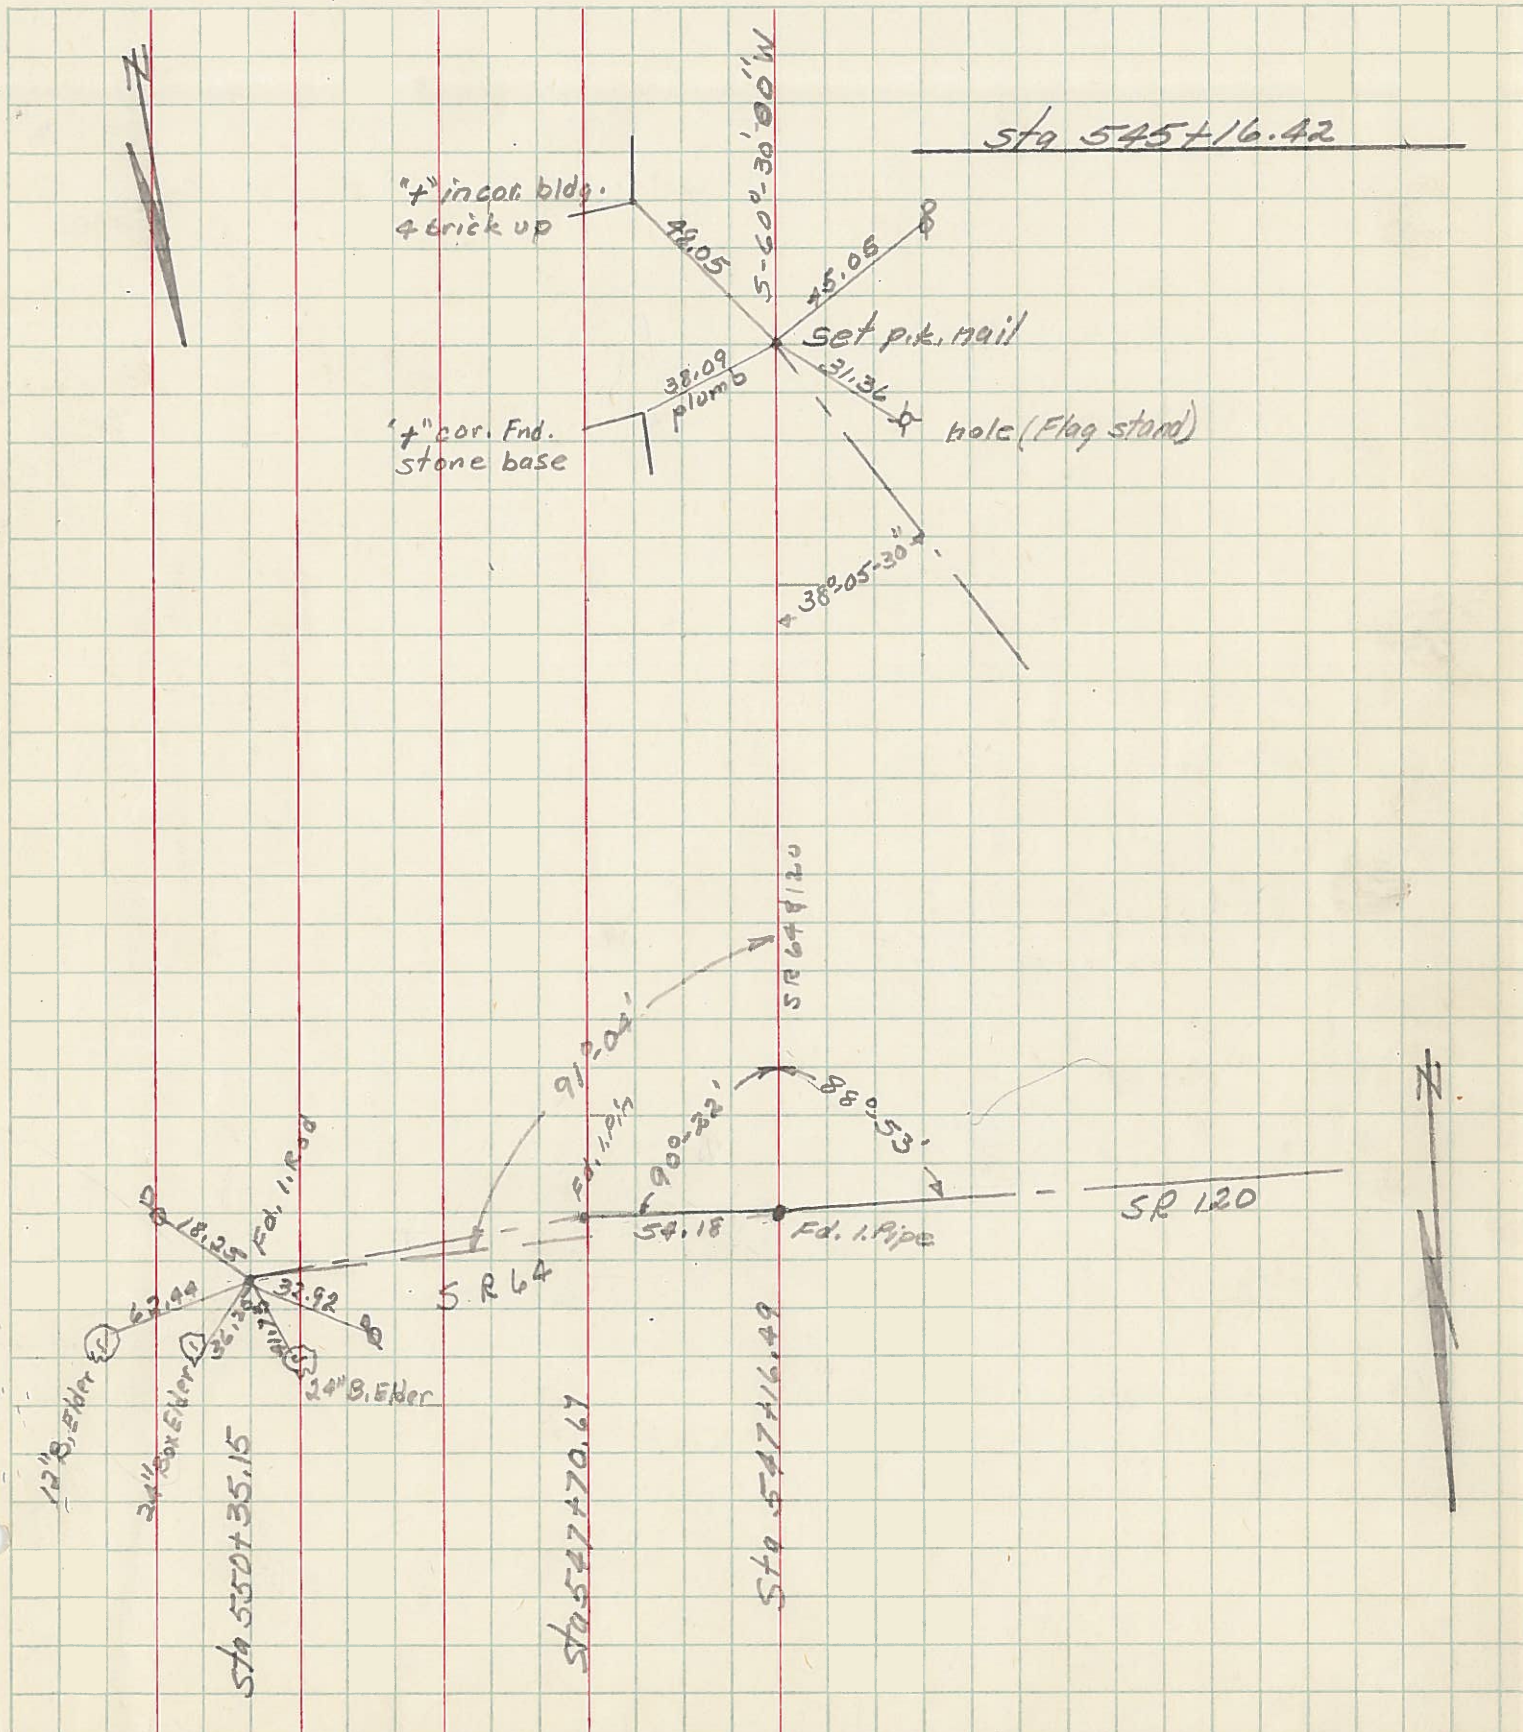 N
S-60°-30'-00"W
sta 545+16.42
"+" in cor. bldg.
4 brick up
48.05
45.05
set p.k. nail
38.09
plumb
31.36
"+" cor. Fnd.
stone base
hole (Flag stand)
38°-05-30"
SR 64 & 120
91°-04'
90°-32'
88°-53'
N
Fd. I. Rod
Fd. I. Pin
54.18
Fd. I. Pipe
SR 120
SR 64
18.25
62.44
36.20
32.92
12" B. Elder
24" Box Elder
24" B. Elder
Sta 550+35.15
Sta 547+70.67
Sta 547+16.49